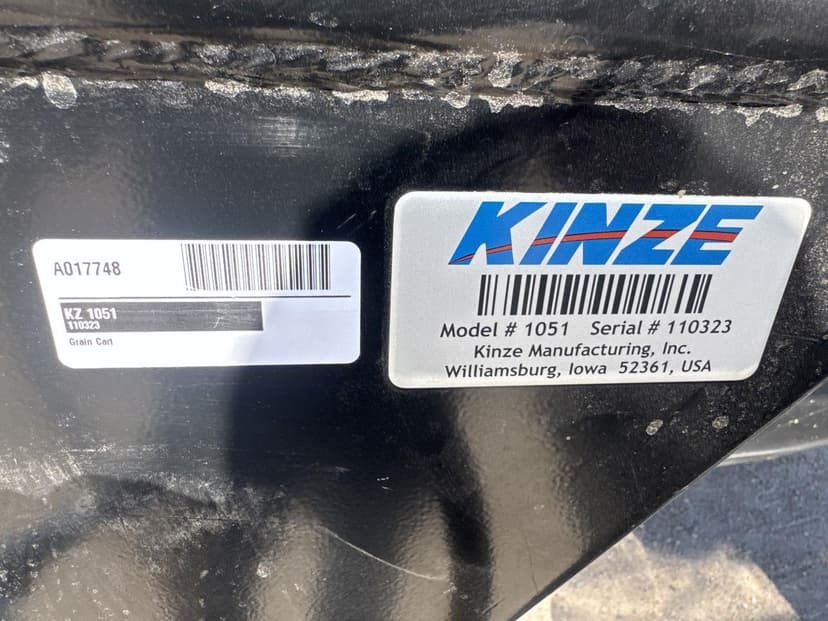 A017748
KZ 1051
110323
Grain Cart
KINZE
Model # 1051 Serial # 110323
Kinze Manufacturing, Inc.
Williamsburg, Iowa 52361, USA